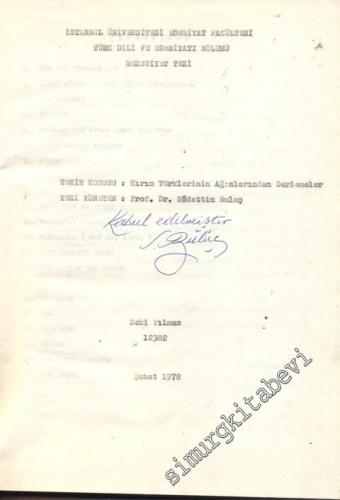 İSTANBUL ÜNİVERSİTESİ EDEBİYAT FAKÜLTESİ
TÜRK DİLİ VE EDEBİYATI BÖLÜMÜ
MEZUNİYET TEZİ
TEZİN KONUSU : Kırım Türklerinin Ağızlarından Derlemeler
TEZİ YÖNETEN : Prof. Dr. Sâdettin Buluç
Kabul edilmiştir
S. Buluç
Zeki Yılmaz
12382
Şubat 1978
simurgkitabevi